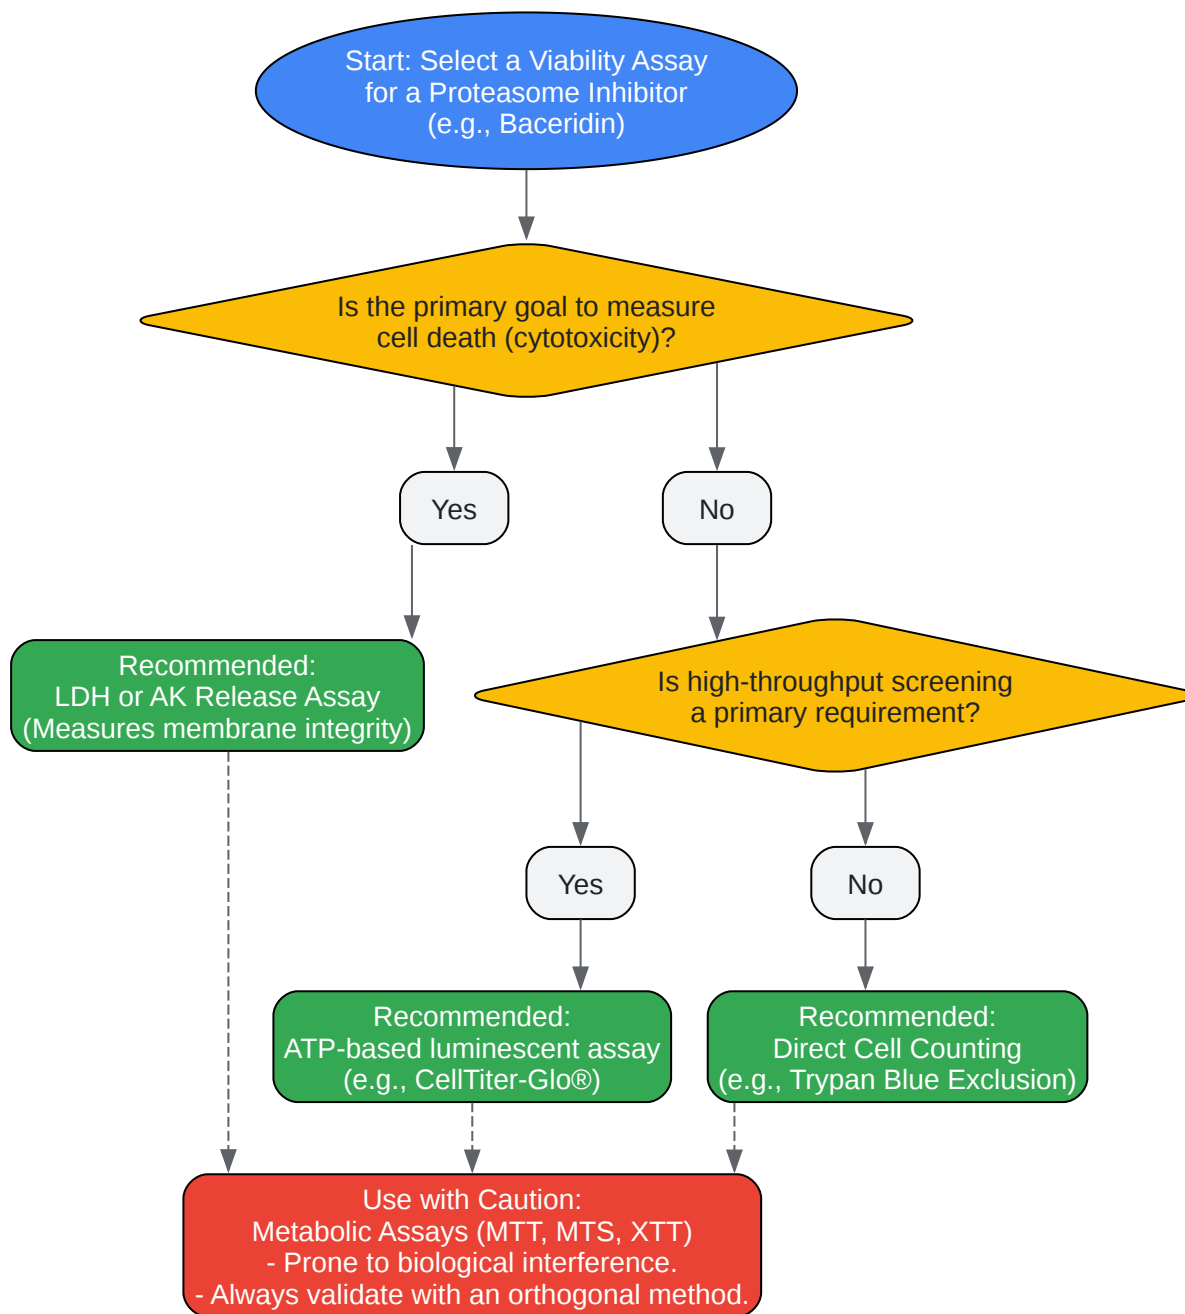 Start: Select a Viability Assay
for a Proteasome Inhibitor
(e.g., Baceridin)
Is the primary goal to measure
cell death (cytotoxicity)?
Yes
No
Recommended:
LDH or AK Release Assay
(Measures membrane integrity)
Is high-throughput screening
a primary requirement?
Yes
No
Recommended:
ATP-based luminescent assay
(e.g., CellTiter-Glo®)
Recommended:
Direct Cell Counting
(e.g., Trypan Blue Exclusion)
Use with Caution:
Metabolic Assays (MTT, MTS, XTT)
- Prone to biological interference.
- Always validate with an orthogonal method.